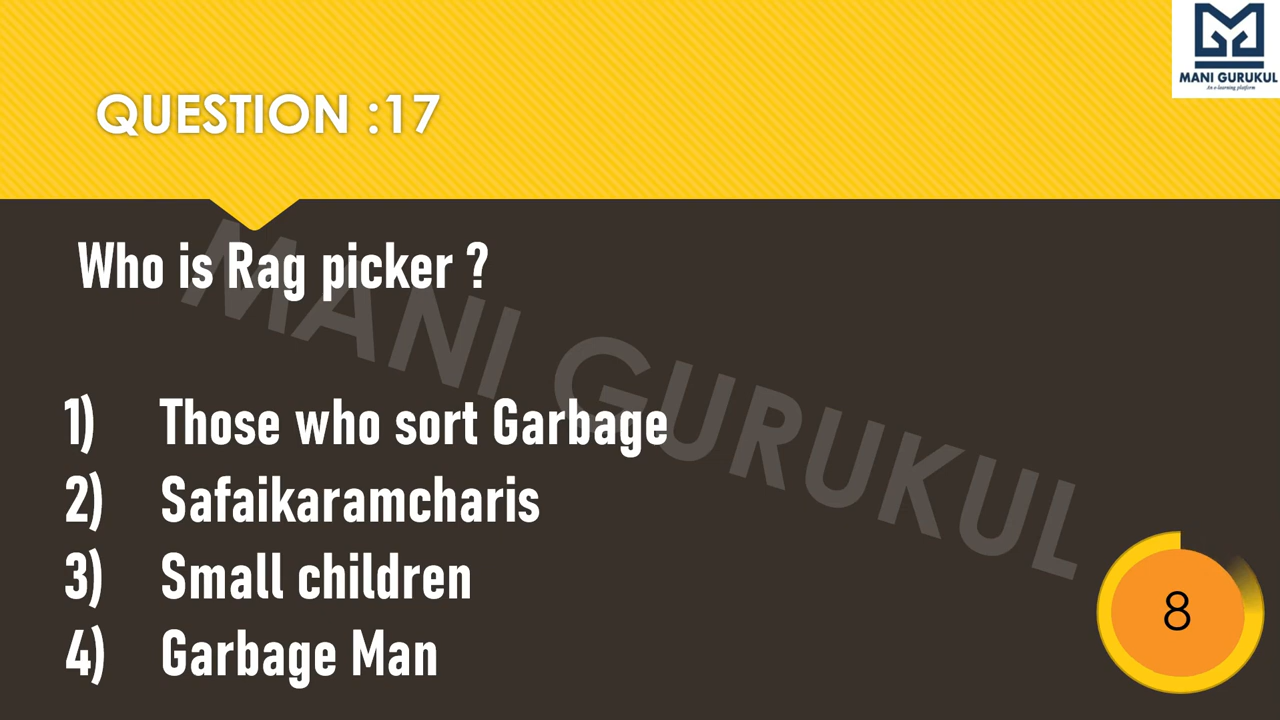 MANI GURUKUL
An e-learning platform
QUESTION :17
Who is Rag picker ?
MANI GURUKUL
1) Those who sort Garbage
2) Safaikaramcharis
3) Small children
4) Garbage Man
8